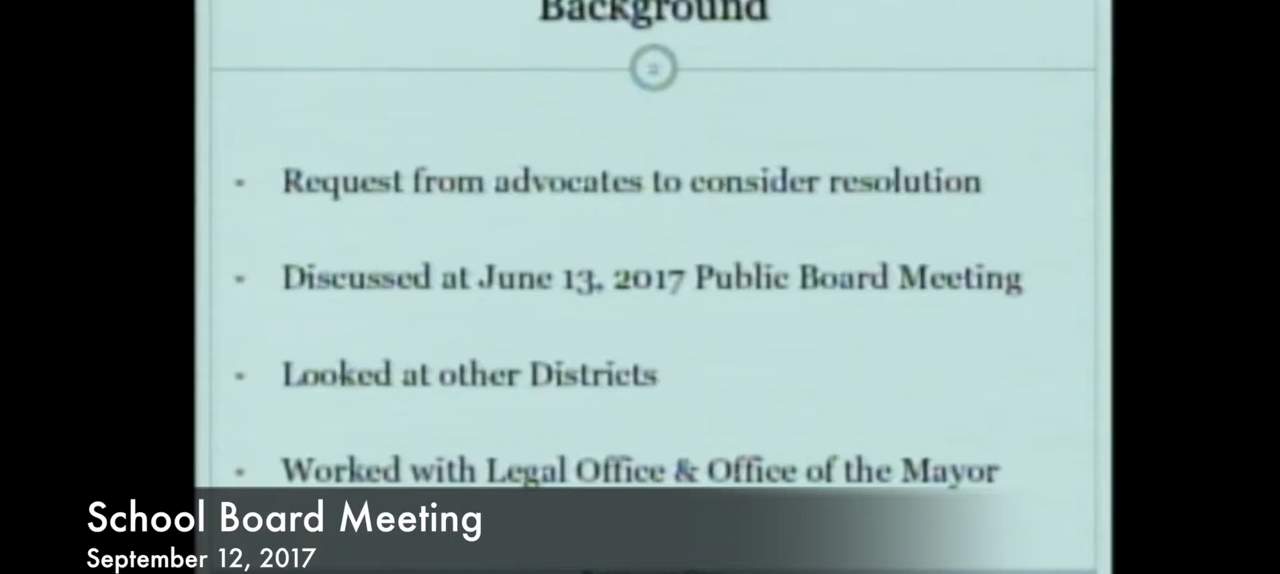 Background
2
- Request from advocates to consider resolution
- Discussed at June 13, 2017 Public Board Meeting
- Looked at other Districts
- Worked with Legal Office & Office of the Mayor
School Board Meeting
September 12, 2017